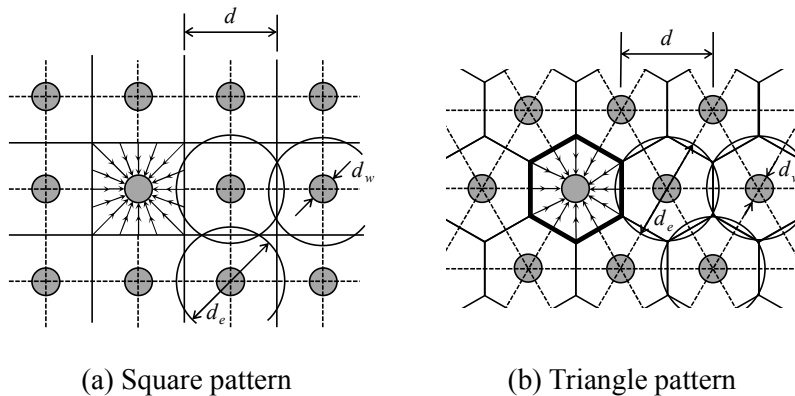 d
d
d_w
d_w
d_e
d_e
(a) Square pattern
(b) Triangle pattern